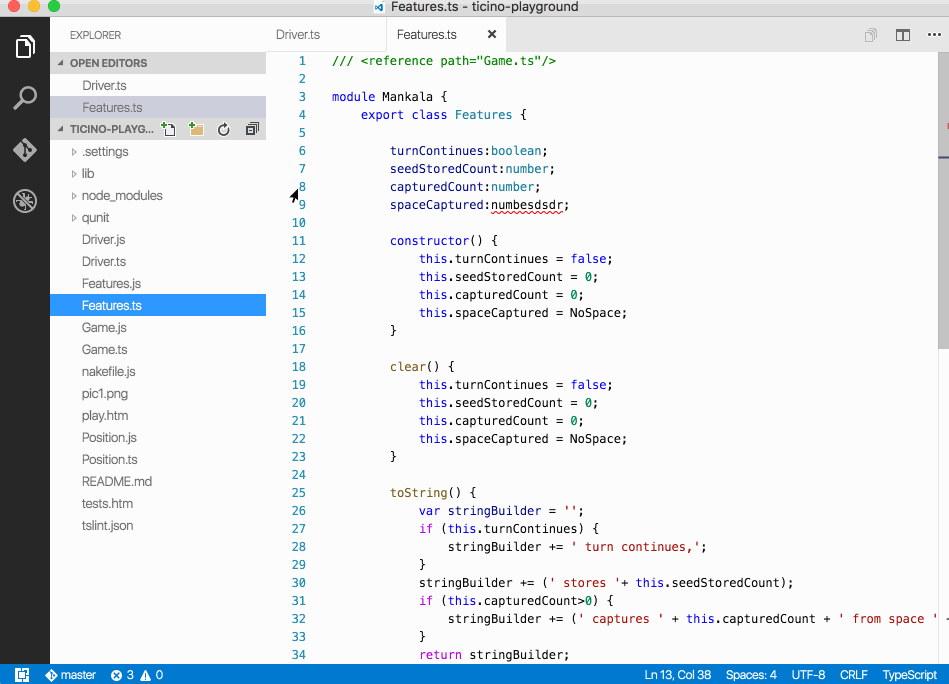 Features.ts - ticino-playground
EXPLORER
OPEN EDITORS
Driver.ts
Features.ts
TICINO-PLAYG...
.settings
lib
node_modules
qunit
Driver.js
Driver.ts
Features.js
Features.ts
Game.js
Game.ts
nakefile.js
pic1.png
play.htm
Position.js
Position.ts
README.md
tests.htm
tslint.json
Driver.ts Features.ts
1 /// <reference path="Game.ts"/>
2
3 module Mankala {
4     export class Features {
5
6         turnContinues:boolean;
7         seedStoredCount:number;
8         capturedCount:number;
9         spaceCaptured:numbesdsdr;
10
11         constructor() {
12             this.turnContinues = false;
13             this.seedStoredCount = 0;
14             this.capturedCount = 0;
15             this.spaceCaptured = NoSpace;
16         }
17
18         clear() {
19             this.turnContinues = false;
20             this.seedStoredCount = 0;
21             this.capturedCount = 0;
22             this.spaceCaptured = NoSpace;
23         }
24
25         toString() {
26             var stringBuilder = '';
27             if (this.turnContinues) {
28                 stringBuilder += ' turn continues,';
29             }
30             stringBuilder += (' stores '+ this.seedStoredCount);
31             if (this.capturedCount>0) {
32                 stringBuilder += (' captures ' + this.capturedCount + ' from space '
33             }
34             return stringBuilder;
master 3 0 Ln 13, Col 38 Spaces: 4 UTF-8 CRLF TypeScript